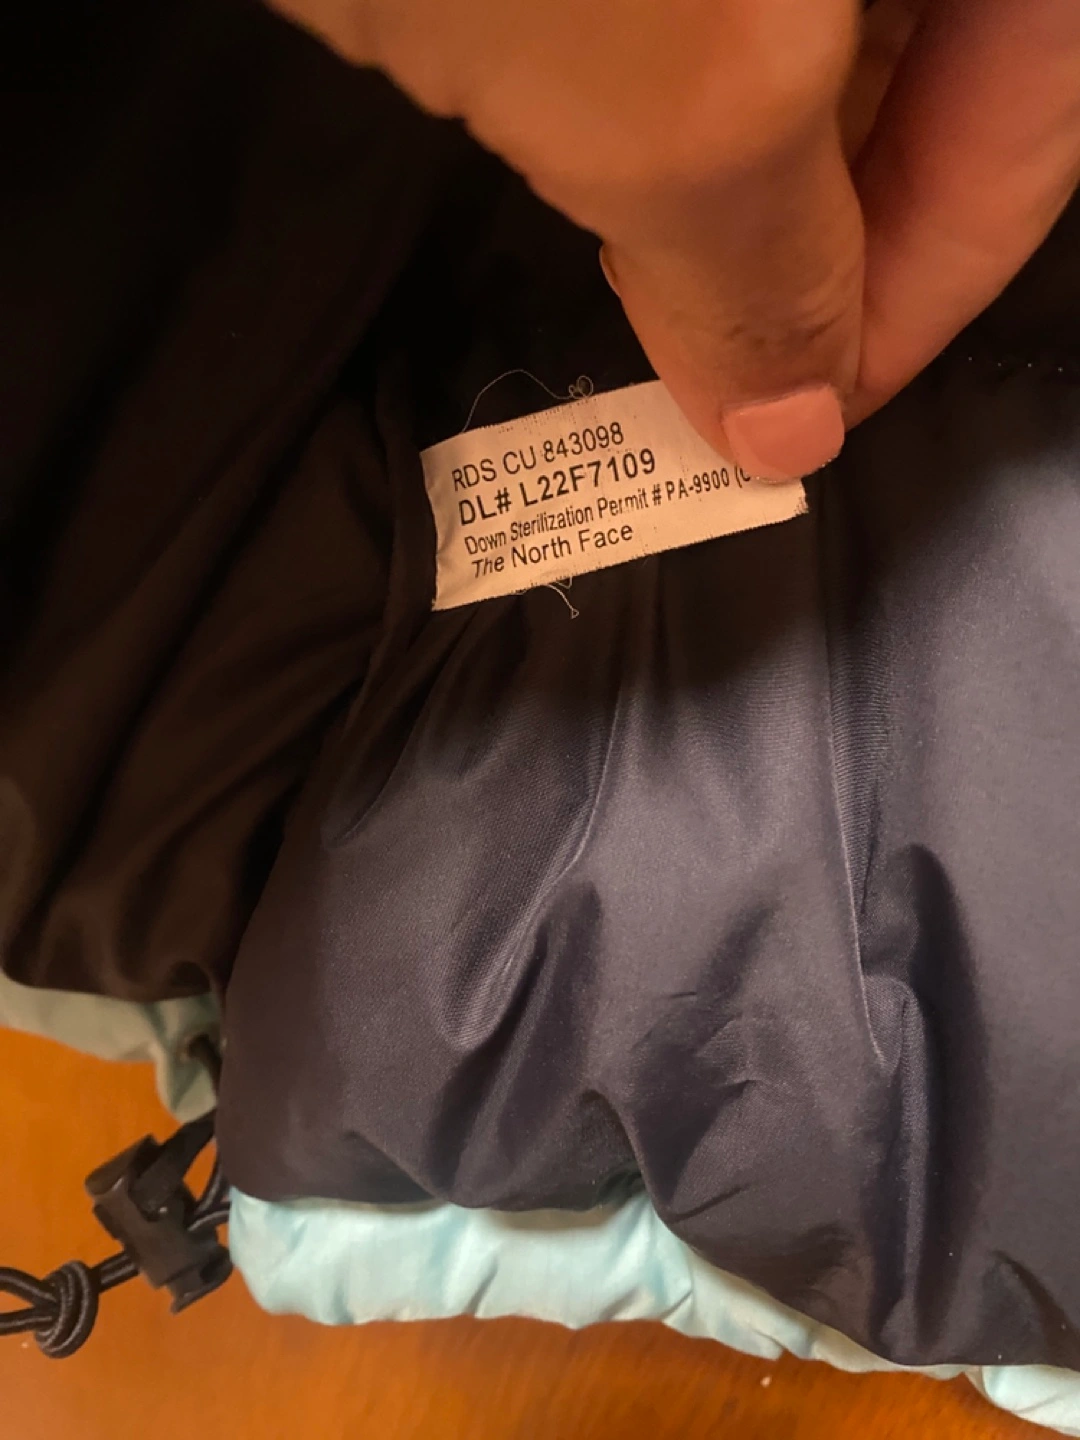 RDS CU 843098
DL# L22F7109
Down Sterilization Permit # PA-9900
The North Face